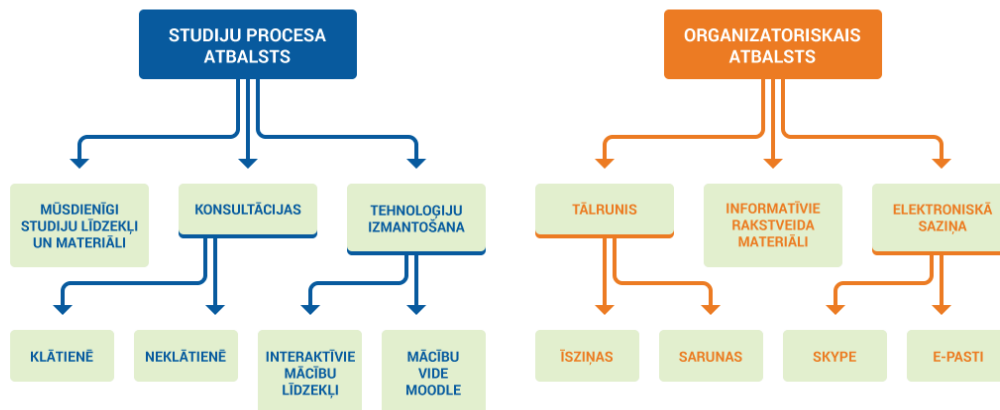 STUDIJU PROCESA
ATBALSTS
ORGANIZATORISKAIS
ATBALSTS
MŪSDIENĪGI
STUDIJU LĪDZEKĻI
UN MATERIĀLI
KONSULTĀCIJAS
TEHNOLOĢIJU
IZMANTOŠANA
TĀLRUNIS
INFORMATĪVIE
RAKSTVEIDA
MATERIĀLI
ELEKTRONISKĀ
SAZIŅA
KLĀTIENĒ
NEKLĀTIENĒ
INTERAKTĪVIE
MĀCĪBU
LĪDZEKĻI
MĀCĪBU
VIDE
MOODLE
ĪSZIŅAS
SARUNAS
SKYPE
E-PASTI